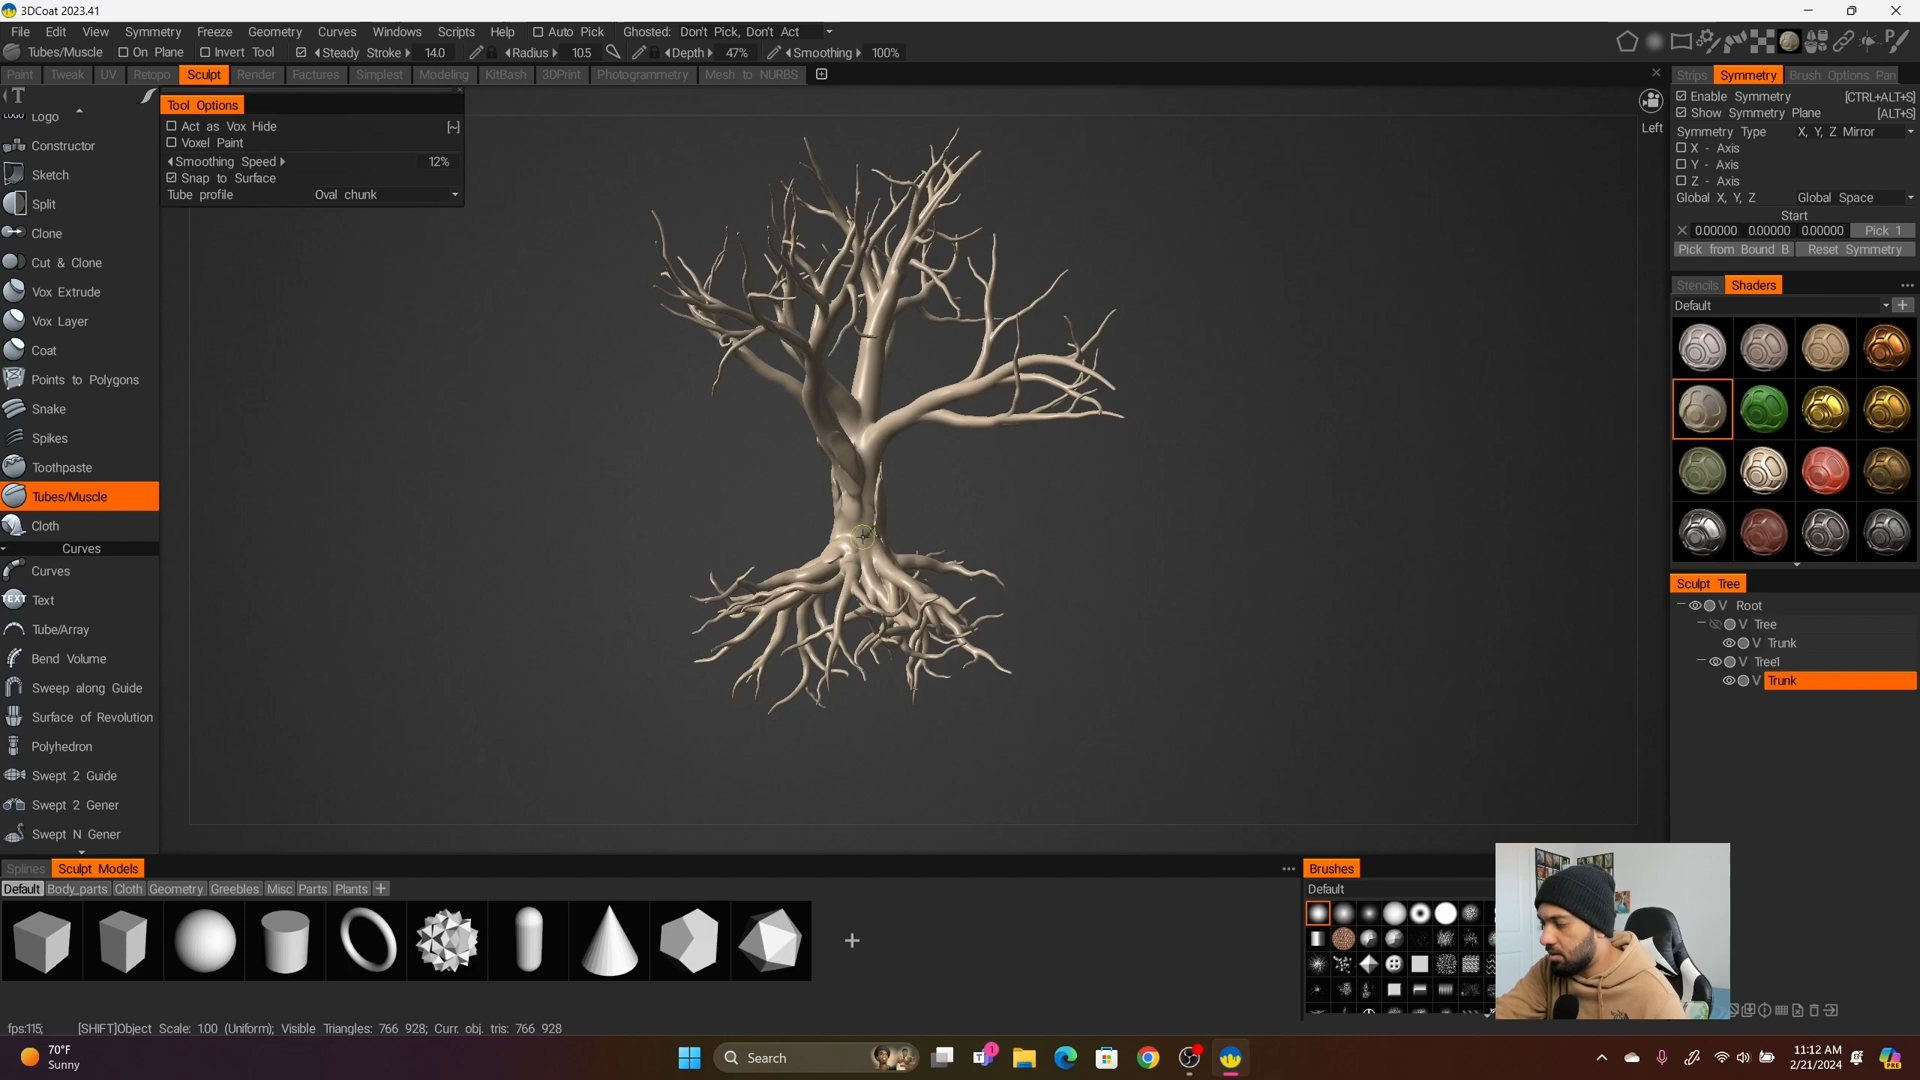 3DCoat 2023.41
File Edit View Symmetry Freeze Geometry Curves Windows Scripts Help Auto Pick Ghosted: Don't Pick, Don't Act
Tubes/Muscle On Plane Invert Tool Steady Stroke 14.0 Radius 10.5 Depth 47% Smoothing 100%
Paint Tweak UV Retopo Sculpt Render Factures Simplest Modeling KitBash 3DPrint Photogrammetry Mesh to NURBS
Strips Symmetry Brush Options Pan
Tool Options
Act as Vox Hide [~]
Voxel Paint
Smoothing Speed 12%
Snap to Surface
Tube profile Oval chunk
Left
Enable Symmetry [CTRL+ALT+S]
Show Symmetry Plane [ALT+S]
Symmetry Type X, Y, Z Mirror
X - Axis
Y - Axis
Z - Axis
Global X, Y, Z Global Space
Start
0.00000 0.00000 0.00000 Pick 1
Pick from Bound B Reset Symmetry
Stencils Shaders
Default
Sculpt Tree
Root
Tree
Trunk
Tree1
Trunk
LOGO Logo
Constructor
Sketch
Split
Clone
Cut & Clone
Vox Extrude
Vox Layer
Coat
Points to Polygons
Snake
Spikes
Toothpaste
Tubes/Muscle
Cloth
Curves
Curves
TEXT Text
Tube/Array
Bend Volume
Sweep along Guide
Surface of Revolution
Polyhedron
Swept 2 Guide
Swept 2 Gener
Swept N Gener
Splines Sculpt Models
Default Body_parts Cloth Geometry Greebles Misc Parts Plants
Brushes
Default
fps:115; [SHIFT]Object Scale: 1.00 (Uniform); Visible Triangles: 766 928; Curr. obj. tris: 766 928
70°F
Sunny
Search
1
11:12 AM
2/21/2024
PRE